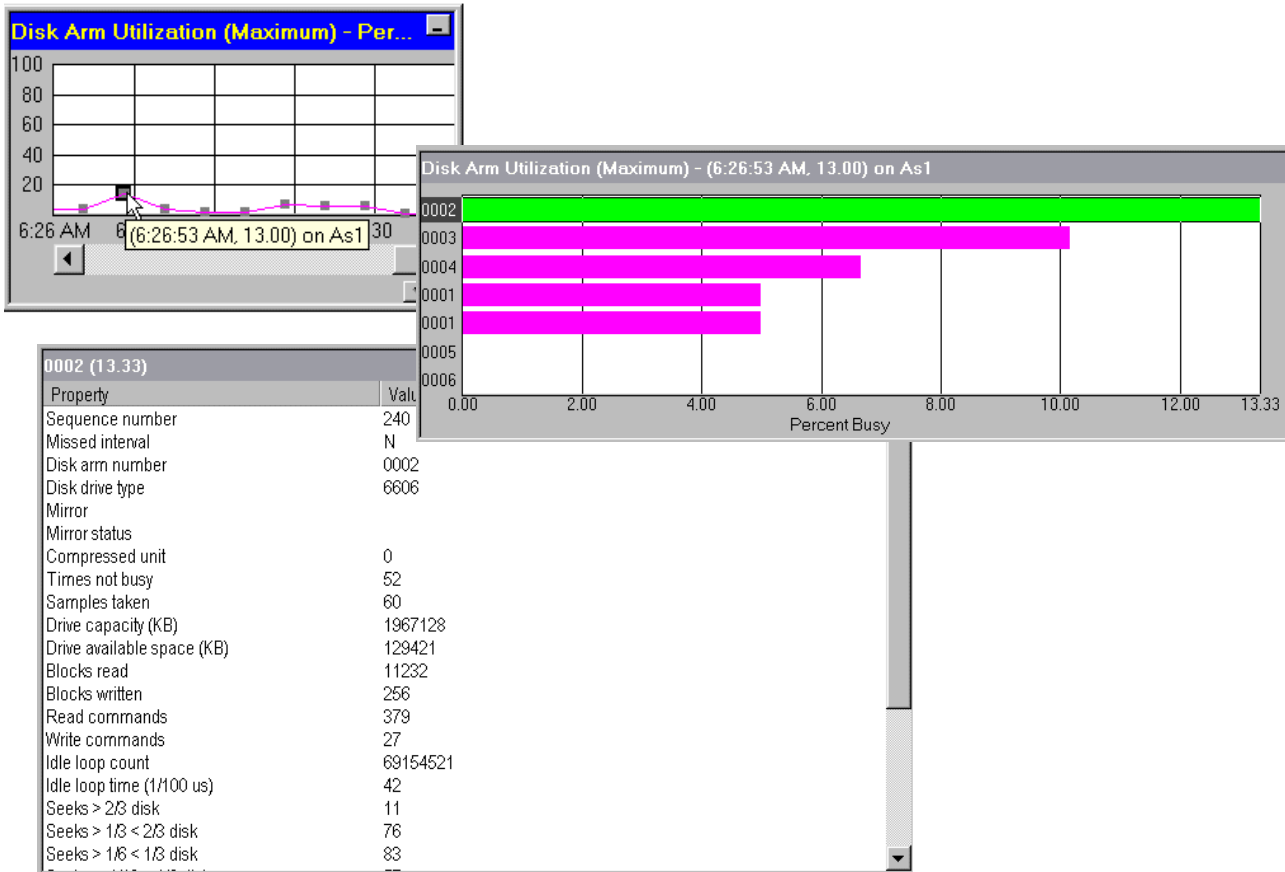 Disk Arm Utilization (Maximum) - Per...
100
80
60
40
20
6:26 AM 6 30
(6:26:53 AM, 13.00) on As1
Disk Arm Utilization (Maximum) - (6:26:53 AM, 13.00) on As1
0002
0003
0004
0001
0001
0005
0006
0.00 2.00 4.00 6.00 8.00 10.00 12.00 13.33
Percent Busy
0002 (13.33)
Property Valu
Sequence number 240
Missed interval N
Disk arm number 0002
Disk drive type 6606
Mirror
Mirror status
Compressed unit 0
Times not busy 52
Samples taken 60
Drive capacity (KB) 1967128
Drive available space (KB) 129421
Blocks read 11232
Blocks written 256
Read commands 379
Write commands 27
Idle loop count 69154521
Idle loop time (1/100 us) 42
Seeks > 2/3 disk 11
Seeks > 1/3 < 2/3 disk 76
Seeks > 1/6 < 1/3 disk 83